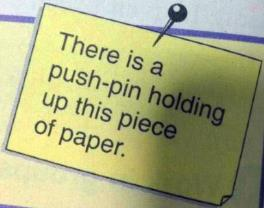 There is a
push-pin holding
up this piece
of paper.